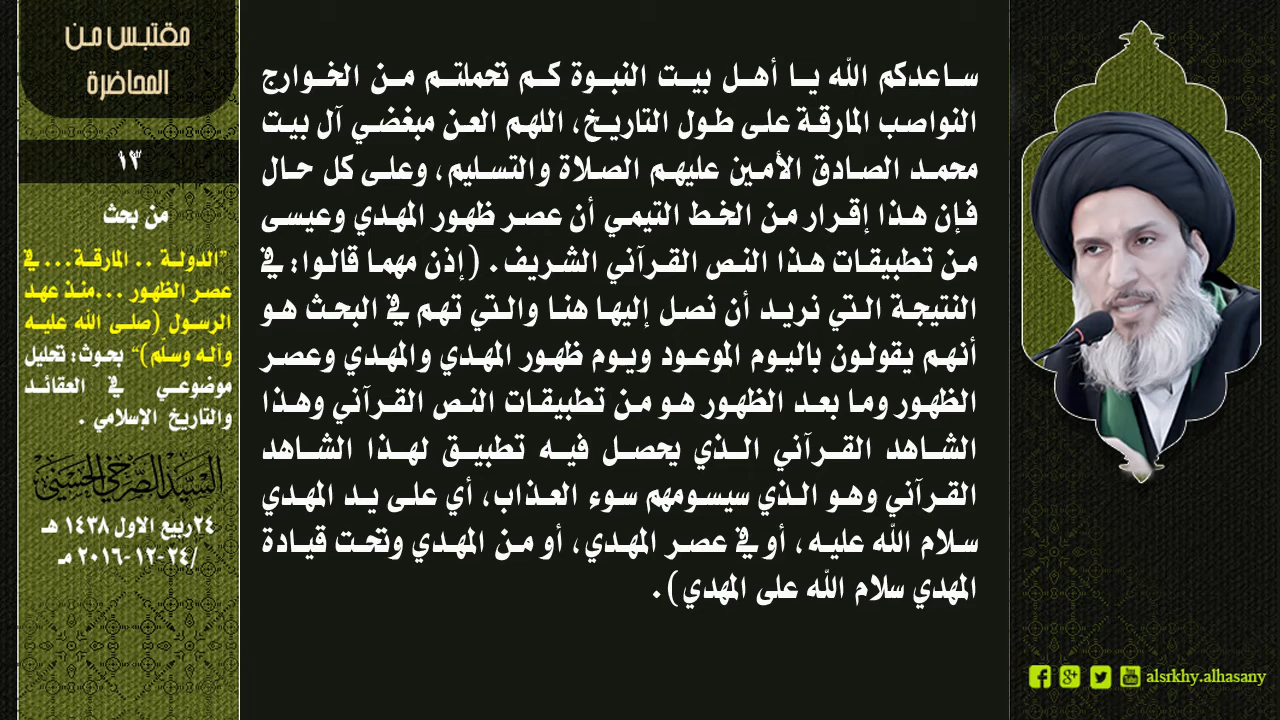 مقتبس من
المحاضرة
١٣
من بحث
"الدولة .. المارقة... في
عصر الظهور ...منذ عهد
الرسول (صلى الله عليه
وآله وسلّم)" بحوث: تحليل
موضوعي في العقائد
والتاريخ الإسلامي .
السيد الصرخي الحسني
٢٤ربيع الاول ١٤٣٨ هـ
/٢٤-١٢-٢٠١٦ مـ
ساعدكم الله يا أهل بيت النبوة كم تحملتم من الخوارج
النواصب المارقة على طول التاريخ، اللهم العن مبغضي آل بيت
محمد الصادق الأمين عليهم الصلاة والتسليم، وعلى كل حال
فإن هذا إقرار من الخط التيمي أن عصر ظهور المهدي وعيسى
من تطبيقات هذا النص القرآني الشريف. (إذن مهما قالوا: في
النتيجة التي نريد أن نصل إليها هنا والتي تهم في البحث هو
أنهم يقولون باليوم الموعود ويوم ظهور المهدي والمهدي وعصر
الظهور وما بعد الظهور هو من تطبيقات النص القرآني وهذا
الشاهد القرآني الذي يحصل فيه تطبيق لهذا الشاهد
القرآني وهو الذي سيسومهم سوء العذاب، أي على يد المهدي
سلام الله عليه، أو في عصر المهدي، أو من المهدي وتحت قيادة
المهدي سلام الله على المهدي).
alsrkhy.alhasany